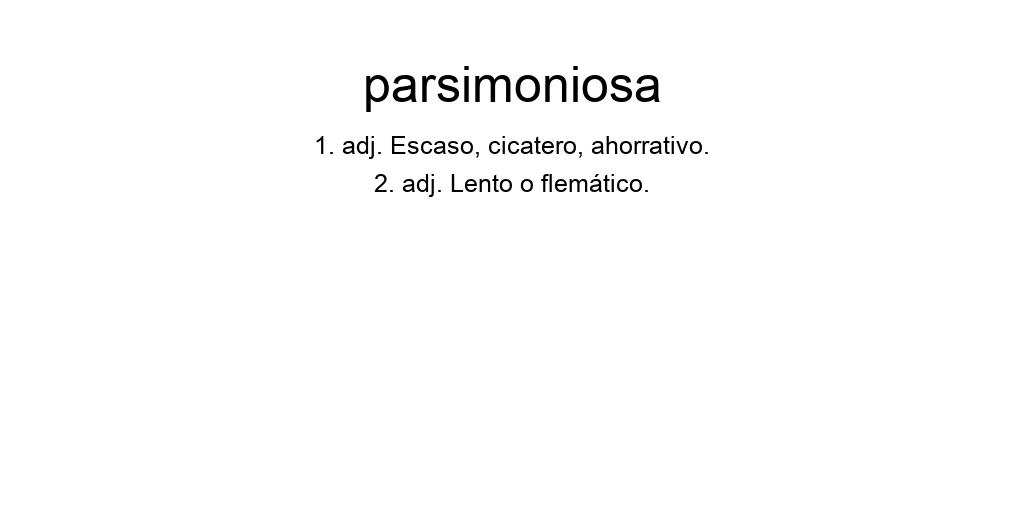 parsimoniosa
1. adj. Escaso, cicatero, ahorrativo.
2. adj. Lento o flemático.